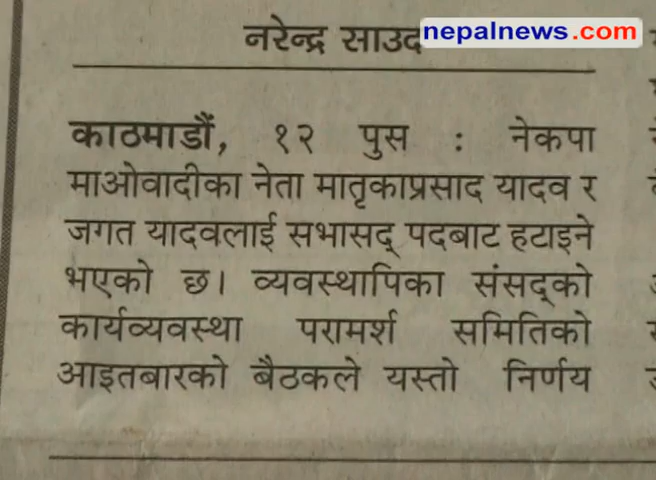 नरेन्द्र साउद
nepalnews.com
काठमाडौं, १२ पुस : नेकपा
माओवादीका नेता मातृकाप्रसाद यादव र
जगत यादवलाई सभासद् पदबाट हटाइने
भएको छ। व्यवस्थापिका संसद्को
कार्यव्यवस्था परामर्श समितिको
आइतबारको बैठकले यस्तो निर्णय